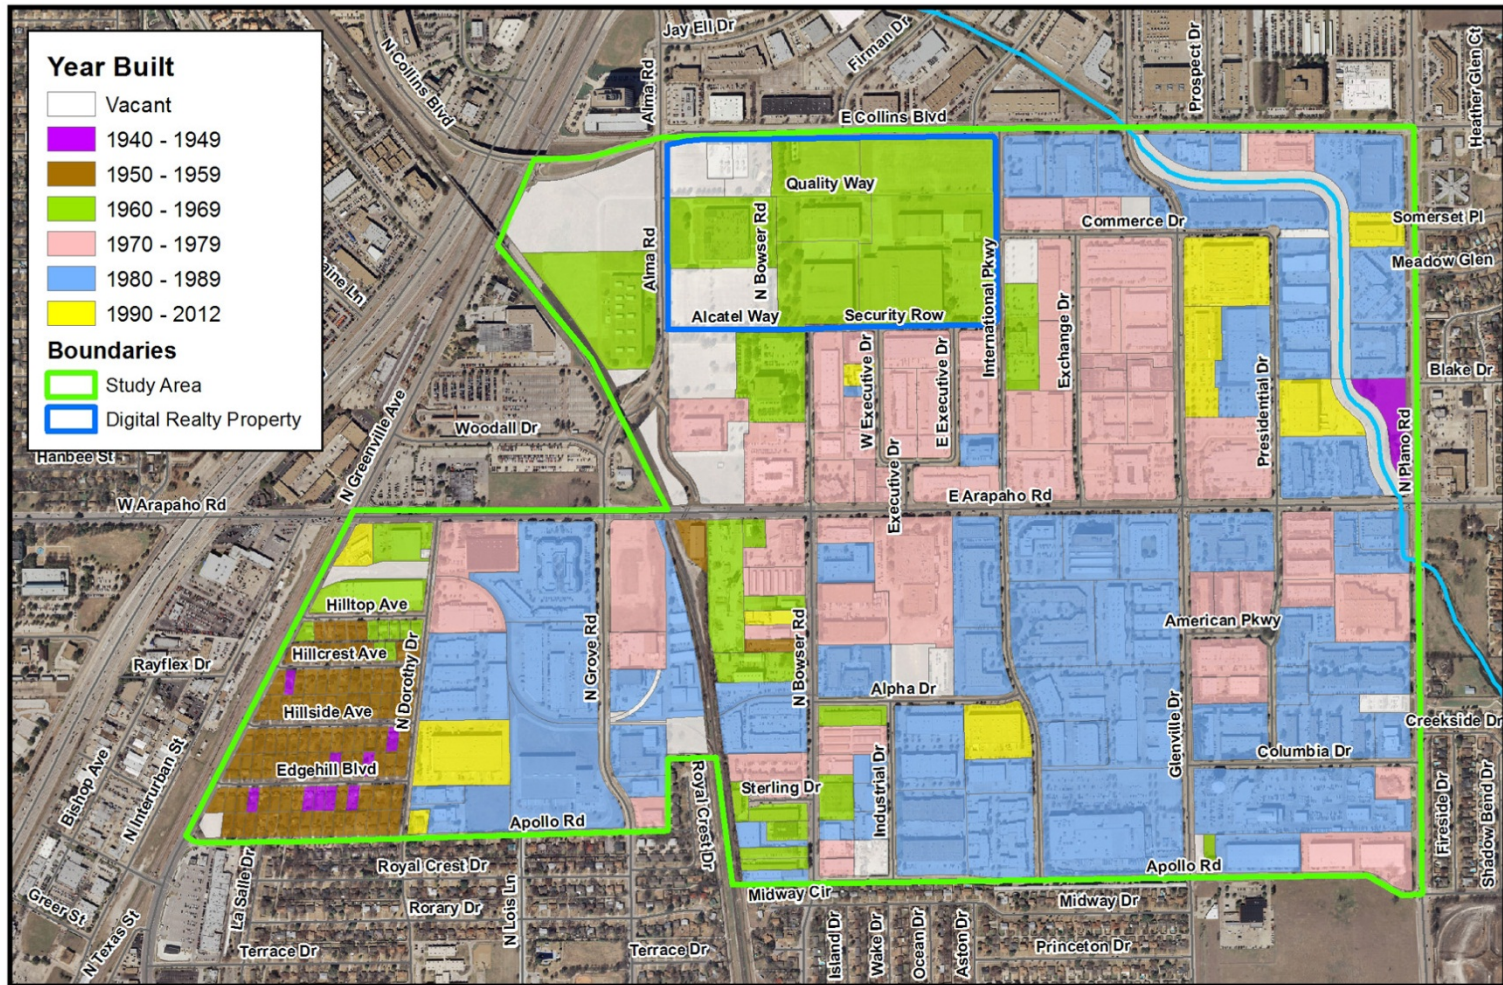 Year Built
Vacant
1940 - 1949
1950 - 1959
1960 - 1969
1970 - 1979
1980 - 1989
1990 - 2012
Boundaries
Study Area
Digital Realty Property
Jay Ell Dr
Firman Dr
N Collins Blvd
Alma Rd
Prospect Dr
Heather Glen Ct
E Collins Blvd
Quality Way
N Bowser Rd
Commerce Dr
Somerset Pl
Meadow Glen
Alma Rd
International Pkwy
Alcatel Way
Security Row
Exchange Dr
W Executive Dr
E Executive Dr
Presidential Dr
Blake Dr
N Greenville Ave
Woodall Dr
N Plano Rd
Hanbee St
Executive Dr
W Arapaho Rd
E Arapaho Rd
Hilltop Ave
Hillcrest Ave
Rayflex Dr
N Dorothy Dr
N Grove Rd
N Bowser Rd
American Pkwy
Hillside Ave
Alpha Dr
Glenville Dr
Creekside Dr
Columbia Dr
Edgehill Blvd
Bishop Ave
N Interurban St
Royal Crest Dr
Sterling Dr
Industrial Dr
Fireside Dr
Shadow Bend Dr
Apollo Rd
Apollo Rd
La Salle Dr
Royal Crest Dr
Midway Cir
Midway Dr
Greer St
N Texas St
Rorary Dr
N Lois Ln
Terrace Dr
Terrace Dr
Island Dr
Wake Dr
Ocean Dr
Aston Dr
Princeton Dr